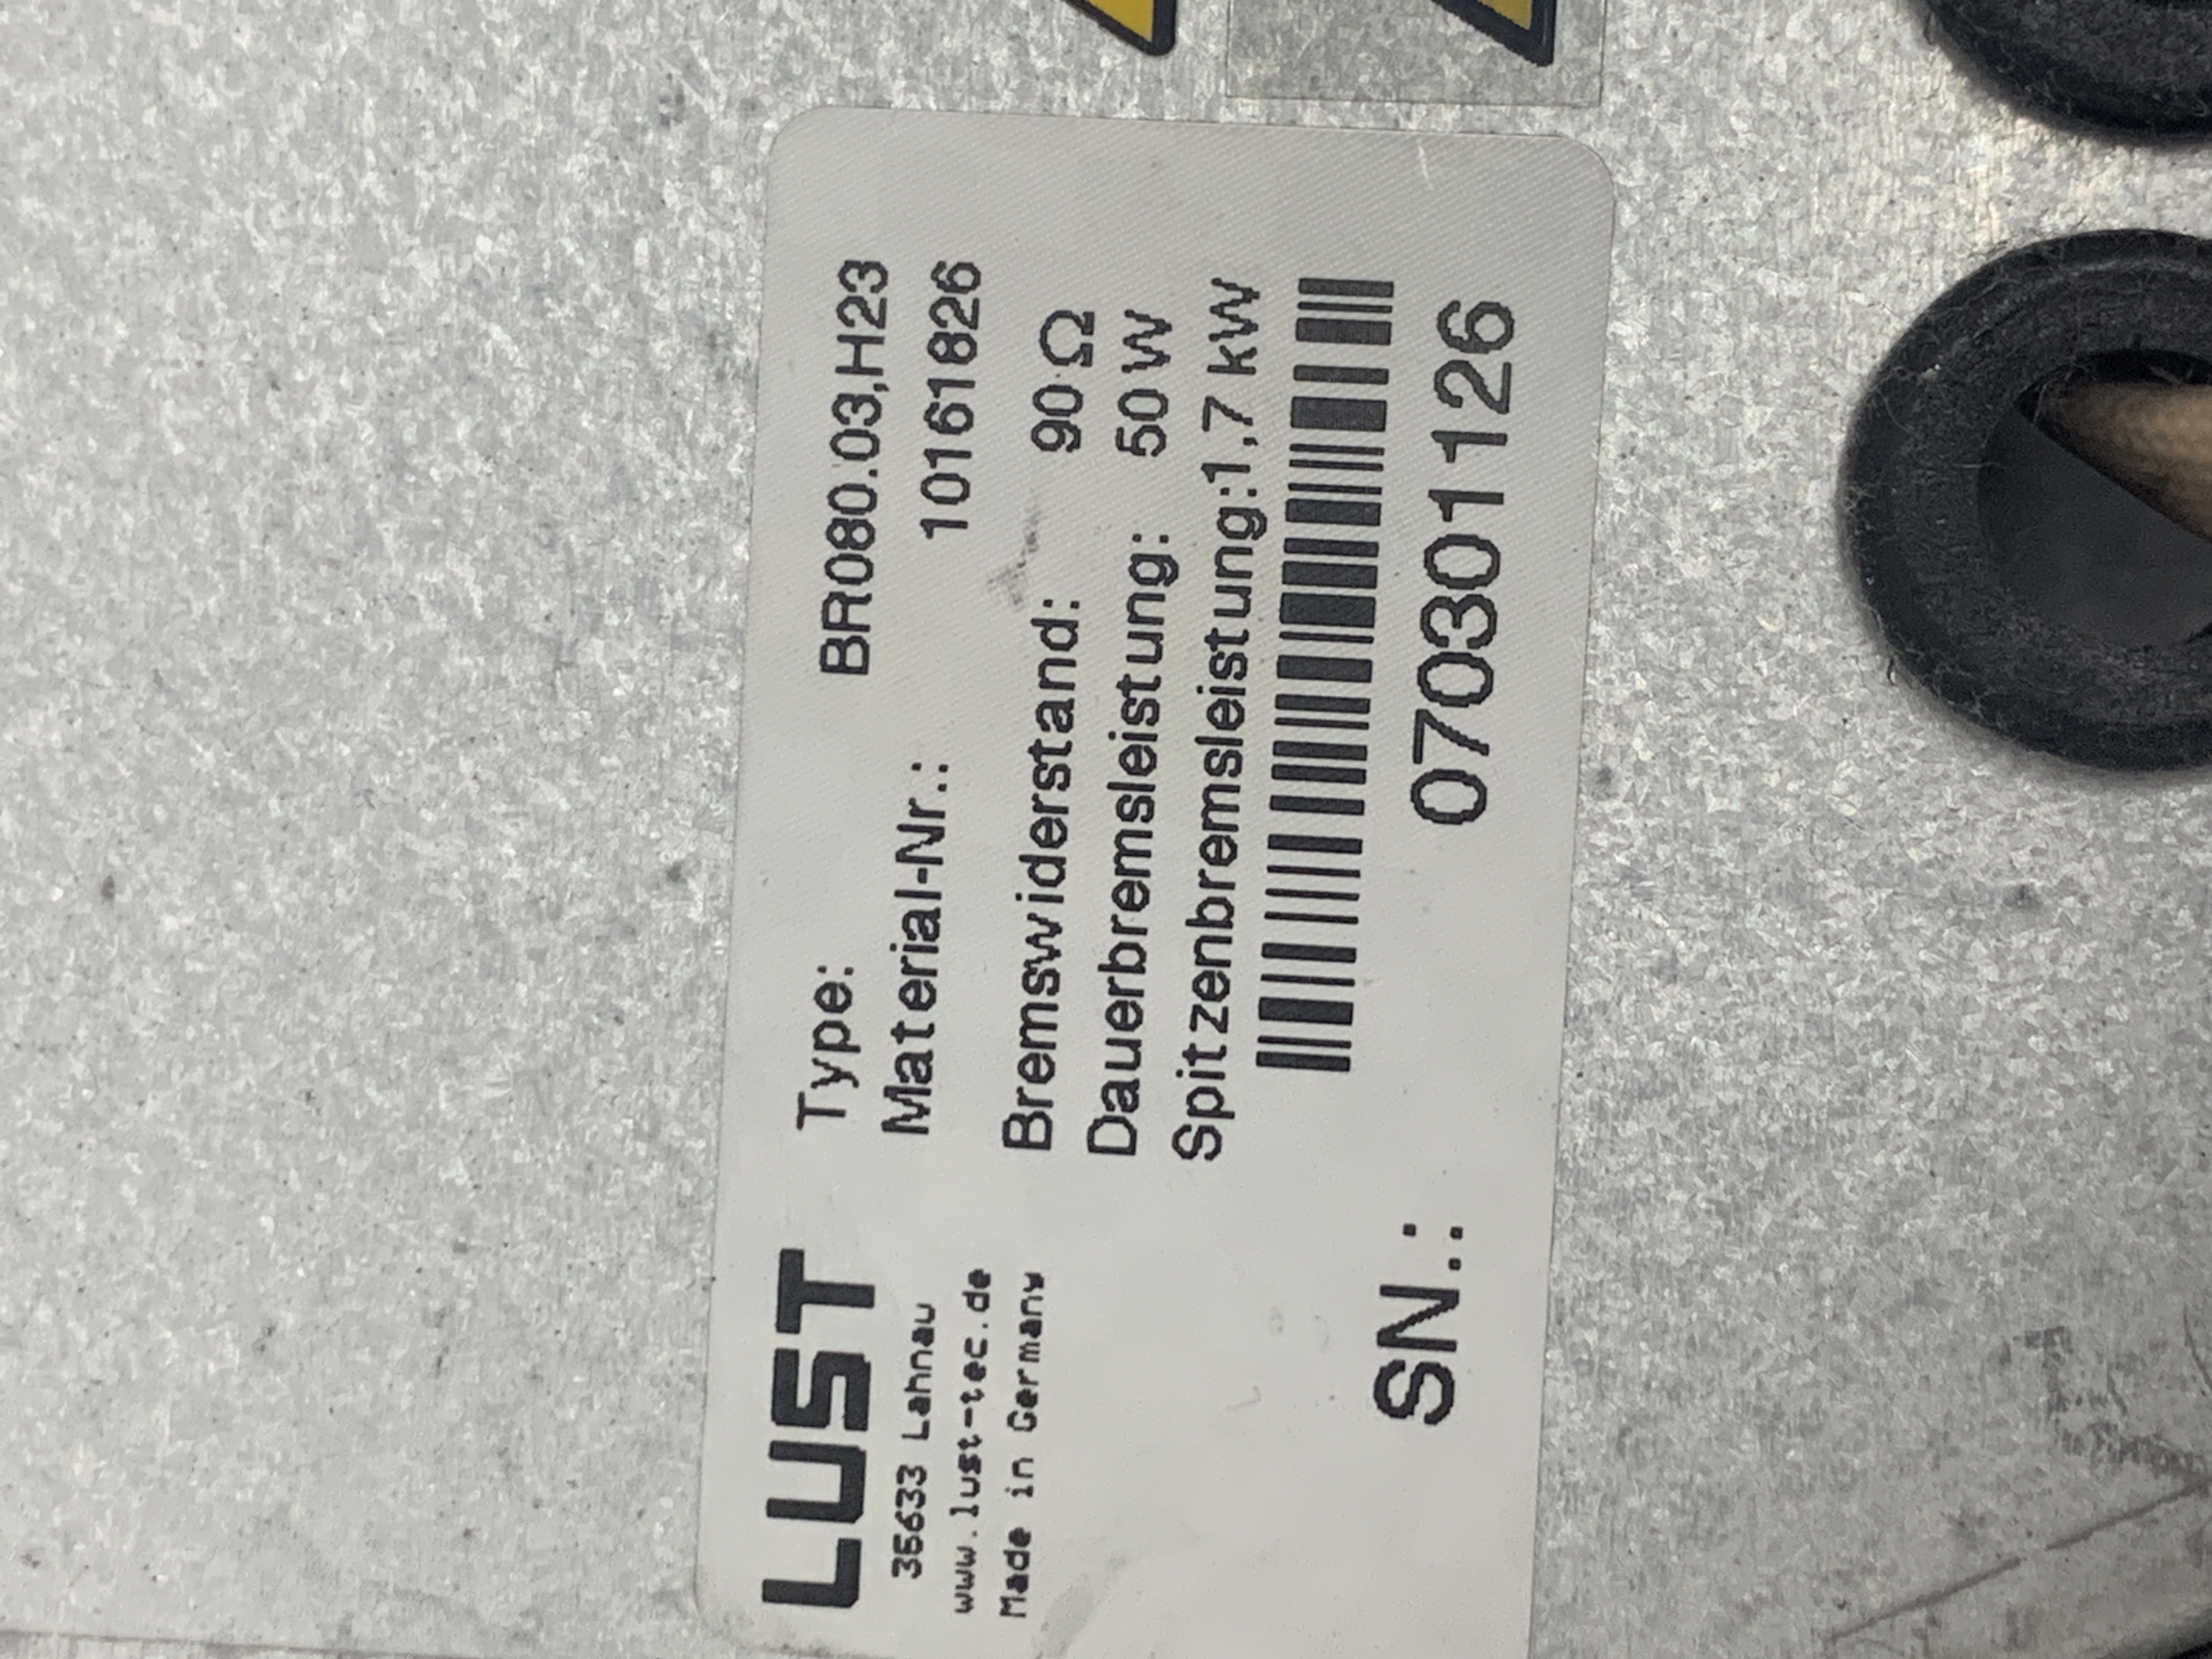 LUST
35633 Lahnau
www.lust-tec.de
Made in Germany
Type: BR080.03,H23
Material-Nr.: 10161826
Bremswiderstand: 90 Ω
Dauerbremsleistung: 50 W
Spitzenbremsleistung:1,7 kW
SN.: 070301126